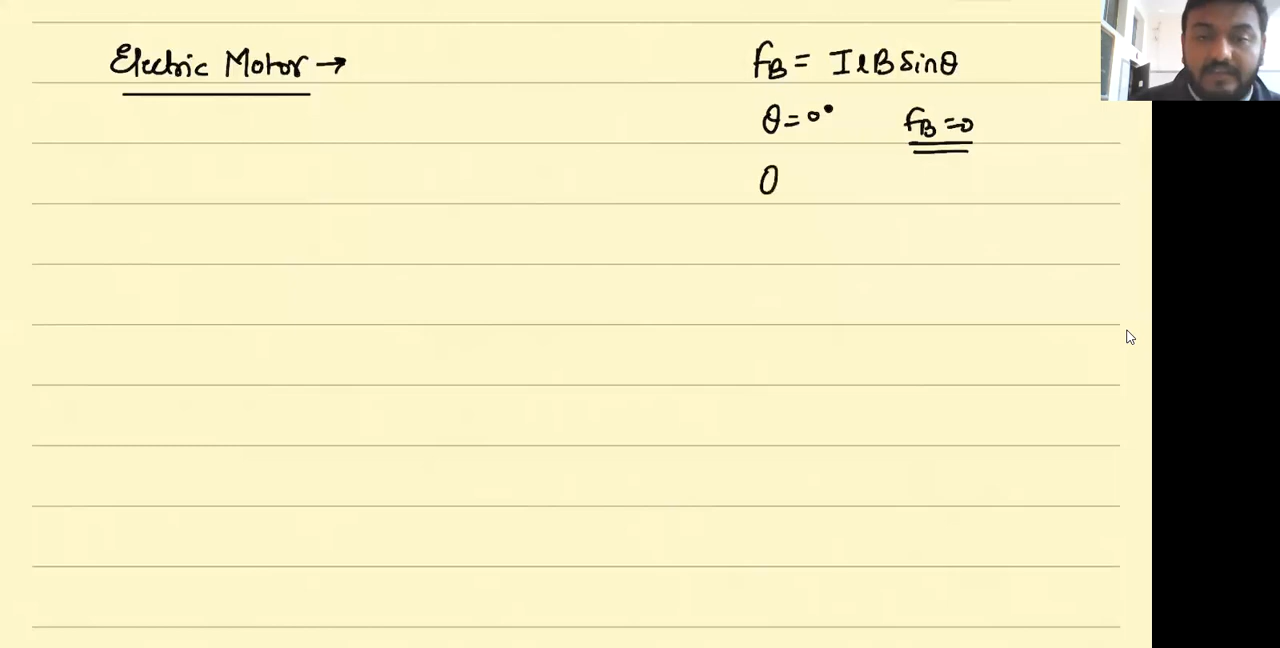 Electric Motor →
F_B = IlB Sinθ
θ = 0° F_B = 0
θ